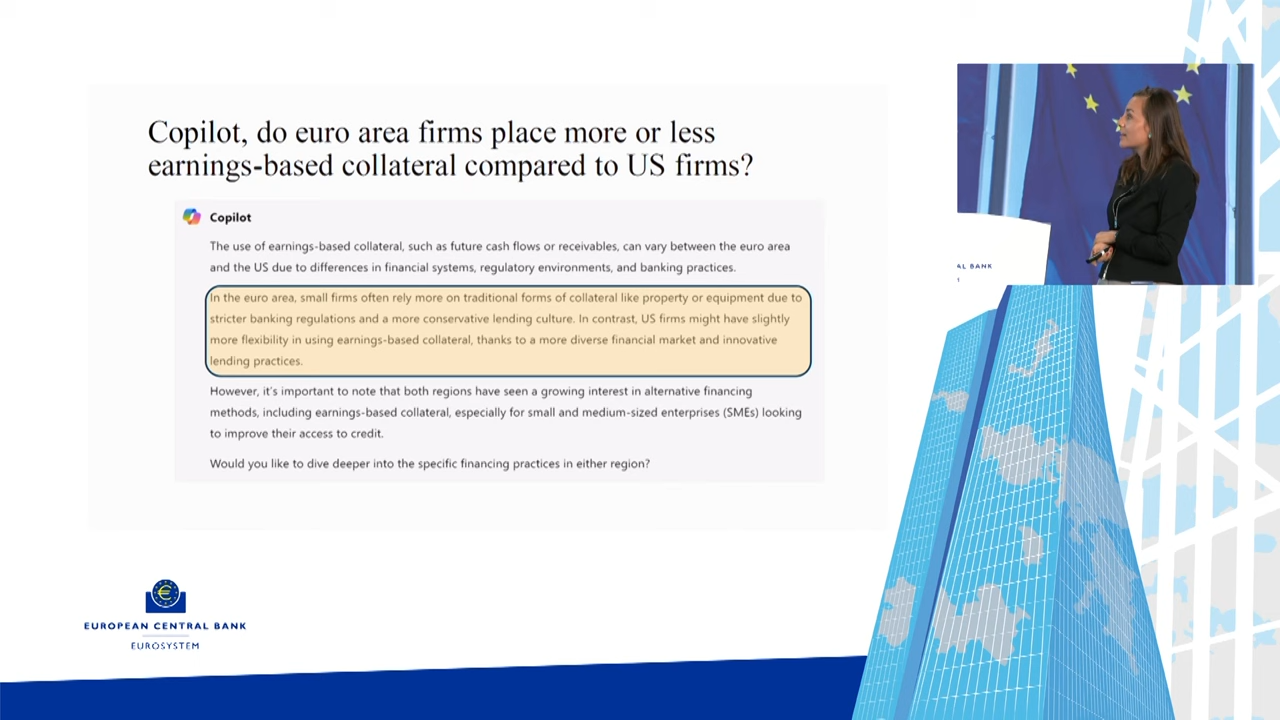 Copilot, do euro area firms place more or less
earnings-based collateral compared to US firms?
Copilot
The use of earnings-based collateral, such as future cash flows or receivables, can vary between the euro area
and the US due to differences in financial systems, regulatory environments, and banking practices.
In the euro area, small firms often rely more on traditional forms of collateral like property or equipment due to
stricter banking regulations and a more conservative lending culture. In contrast, US firms might have slightly
more flexibility in using earnings-based collateral, thanks to a more diverse financial market and innovative
lending practices.
However, it's important to note that both regions have seen a growing interest in alternative financing
methods, including earnings-based collateral, especially for small and medium-sized enterprises (SMEs) looking
to improve their access to credit.
Would you like to dive deeper into the specific financing practices in either region?
AL BANK
EUROPEAN CENTRAL BANK
EUROSYSTEM